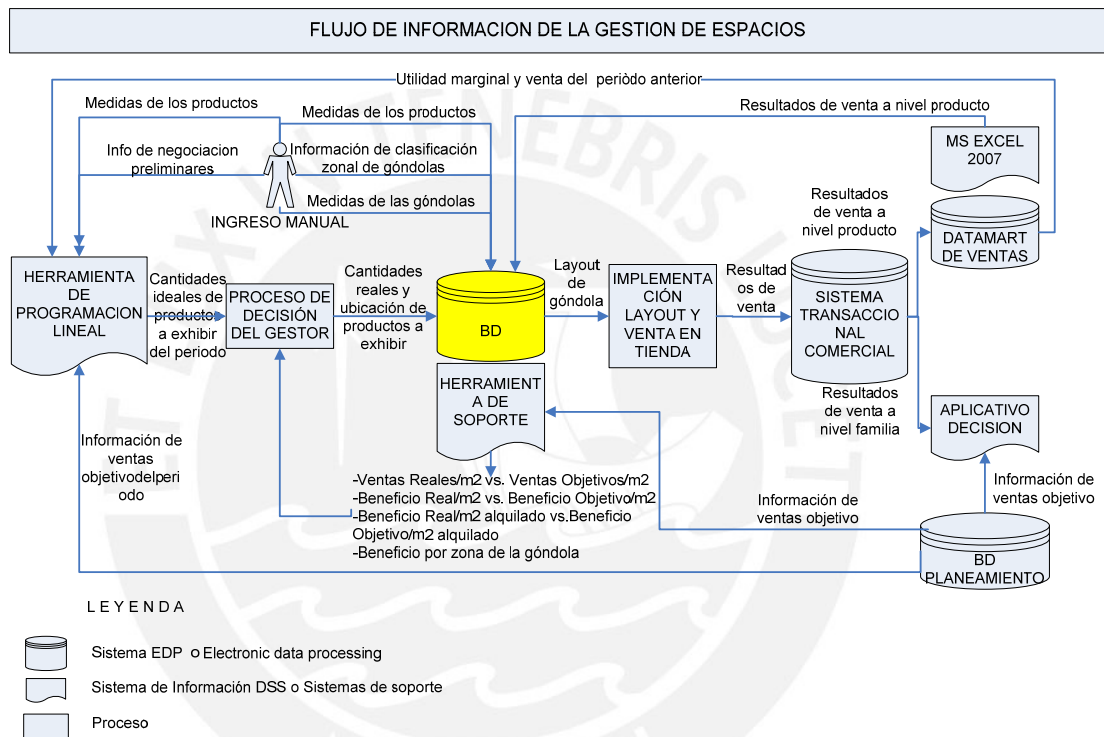 FLUJO DE INFORMACION DE LA GESTION DE ESPACIOS
Utilidad marginal y venta del periòdo anterior
Medidas de los productos
Medidas de los productos
Resultados de venta a nivel producto
Info de negociacion
preliminares
Información de clasificación
zonal de góndolas
Medidas de las góndolas
INGRESO MANUAL
MS EXCEL
2007
Resultados
de venta a
nivel producto
DATAMART
DE VENTAS
HERRAMIENTA
DE
PROGRAMACION
LINEAL
Cantidades
ideales de
productos
a exhibir
del periodo
PROCESO DE
DECISIÓN
DEL GESTOR
Cantidades
reales y
ubicación de
productos a
exhibir
BD
Layout
de
góndola
IMPLEMENTA
CIÓN
LAYOUT Y
VENTA EN
TIENDA
Resultad
os de
venta
SISTEMA
TRANSACCIO
NAL
COMERCIAL
HERRAMIENT
A DE
SOPORTE
Resultados
de venta a
nivel familia
APLICATIVO
DECISION
Información de
ventas
objetivodelperi
odo
-Ventas Reales/m2 vs. Ventas Objetivos/m2
-Beneficio Real/m2 vs. Beneficio Objetivo/m2
-Beneficio Real/m2 alquilado vs.Beneficio
Objetivo/m2 alquilado
-Beneficio por zona de la góndola
Información de
ventas objetivo
Información de
ventas objetivo
BD
PLANEAMIENTO
L E Y E N D A
Sistema EDP o Electronic data processing
Sistema de Información DSS o Sistemas de soporte
Proceso
ET EX IN TENEBRIS LUCET